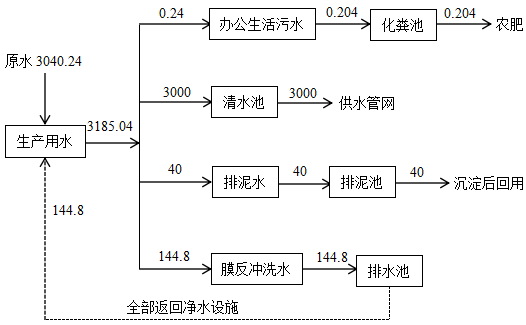 0.24 办公生活污水 0.204 化粪池 0.204 农肥
原水 3040.24
3000 清水池 3000 供水管网
生产用水 3185.04
40 排泥水 40 排泥池 40 沉淀后回用
144.8
144.8 膜反冲洗水 144.8 排水池
全部返回净水设施